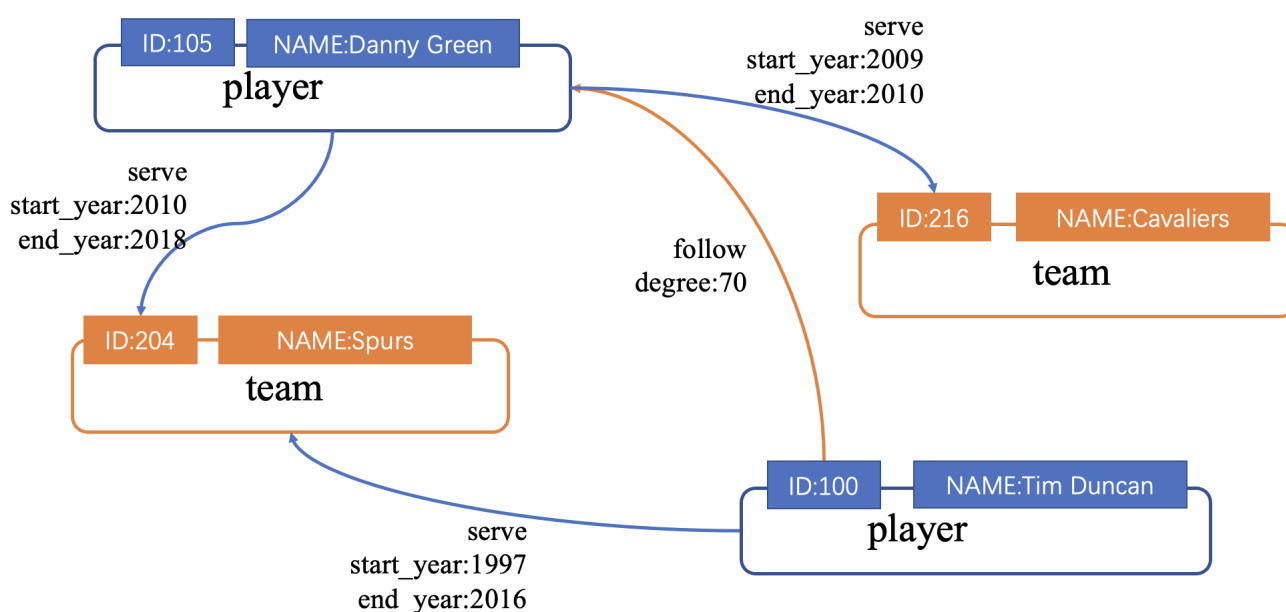 ID:105
NAME:Danny Green
player
serve
start_year:2009
end_year:2010
serve
start_year:2010
end_year:2018
ID:216
NAME:Cavaliers
team
follow
degree:70
ID:204
NAME:Spurs
team
ID:100
NAME:Tim Duncan
player
serve
start_year:1997
end_year:2016